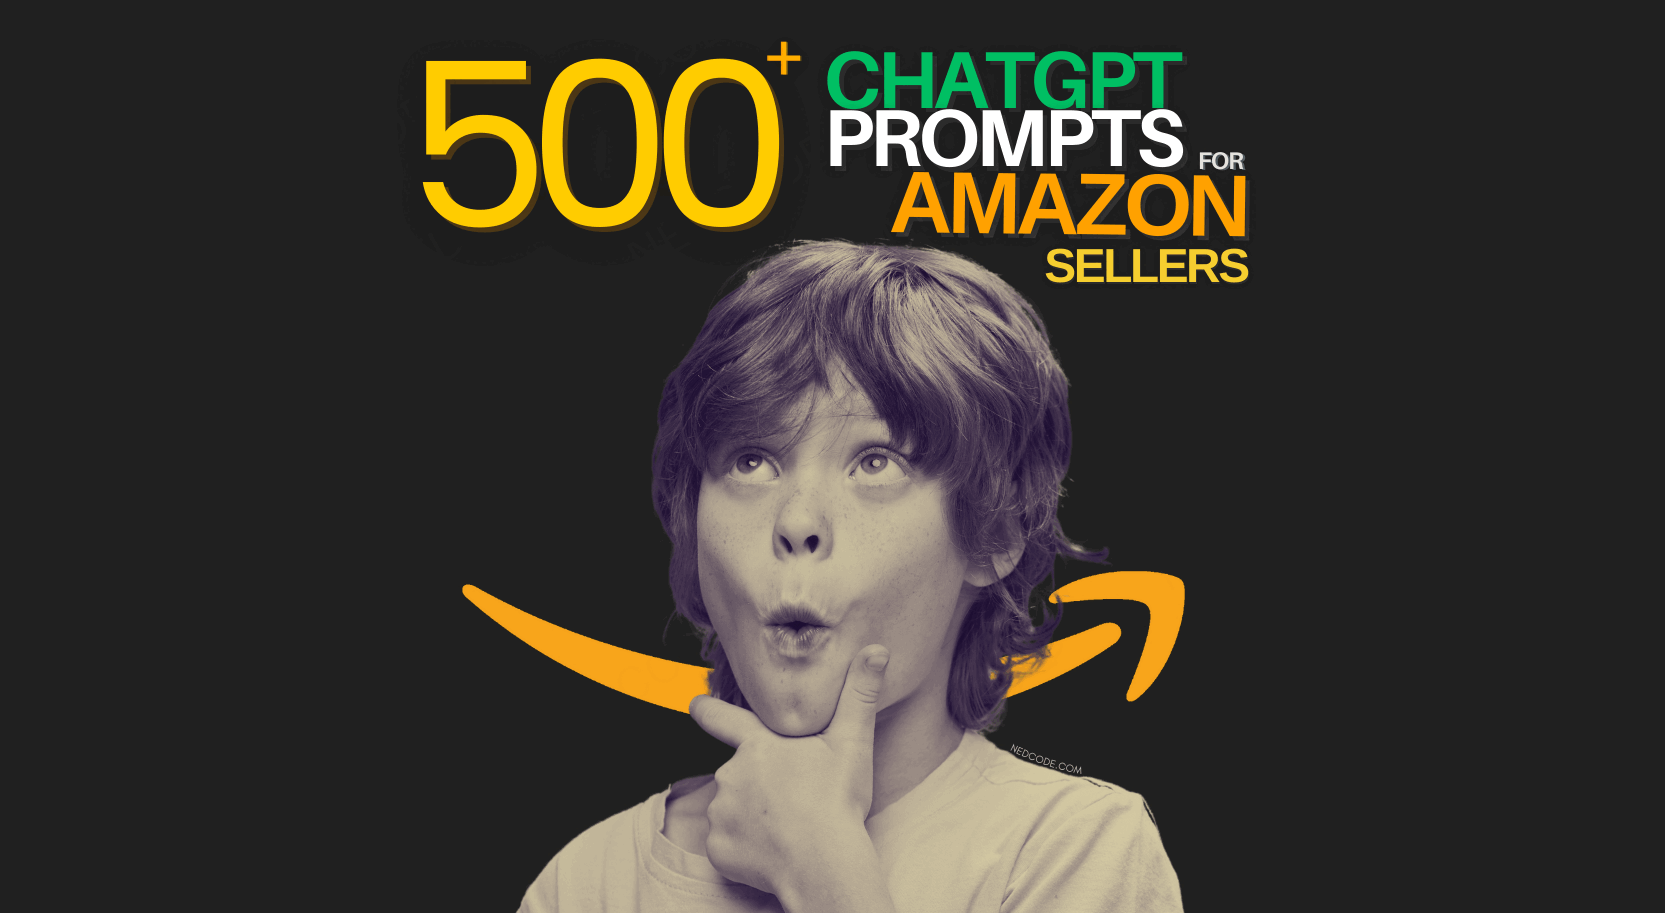 500+
CHATGPT
PROMPTS FOR
AMAZON
SELLERS
NEDCODE.COM